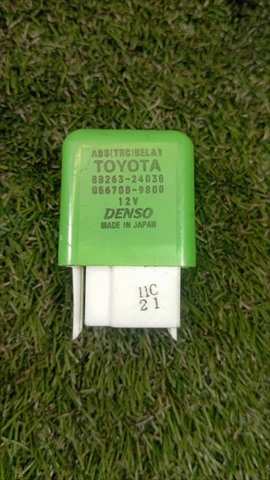 ABS(TRC)RELAY
TOYOTA
88263-24030
056700-9800
12V
DENSO
MADE IN JAPAN
11C
21